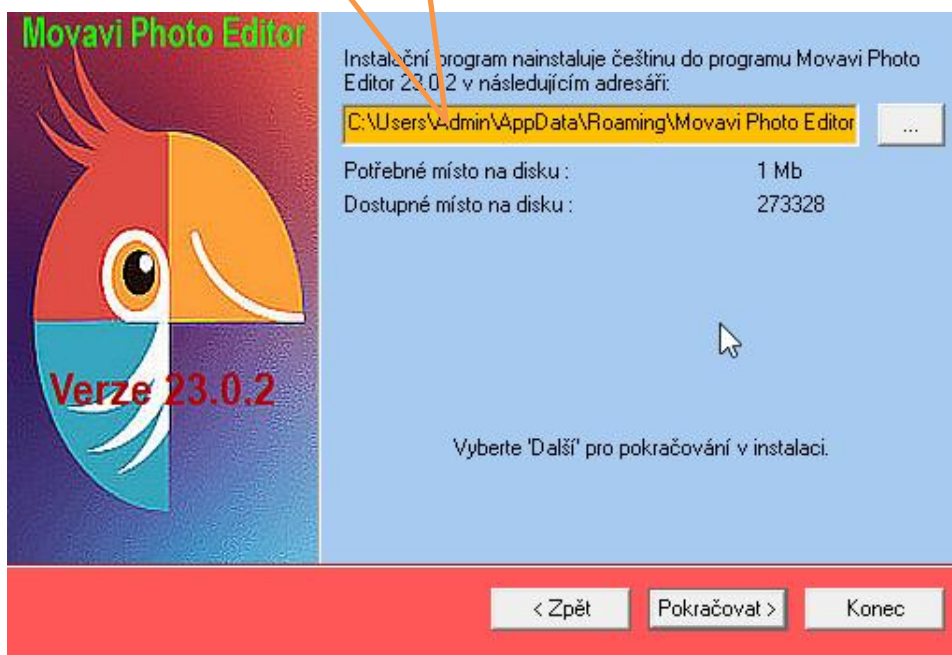 Movavi Photo Editor
Verze 23.0.2
Instalační program nainstaluje češtinu do programu Movavi Photo
Editor 23.0.2 v následujícím adresáři:
C:\Users\Admin\AppData\Roaming\Movavi Photo Editor
...
Potřebné místo na disku : 1 Mb
Dostupné místo na disku : 273328
Vyberte 'Další' pro pokračování v instalaci.
< Zpět Pokračovat > Konec